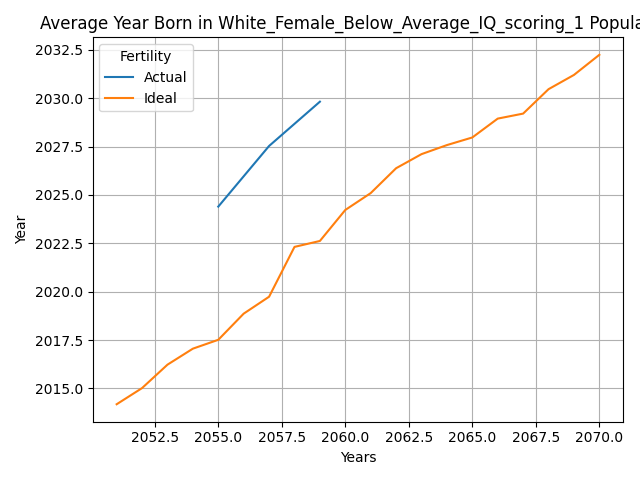 Average Year Born in White_Female_Below_Average_IQ_scoring_1 Popula
Fertility
Actual
Ideal
2032.5
2030.0
2027.5
2025.0
2022.5
2020.0
2017.5
2015.0
Year
2052.5 2055.0 2057.5 2060.0 2062.5 2065.0 2067.5 2070.0
Years